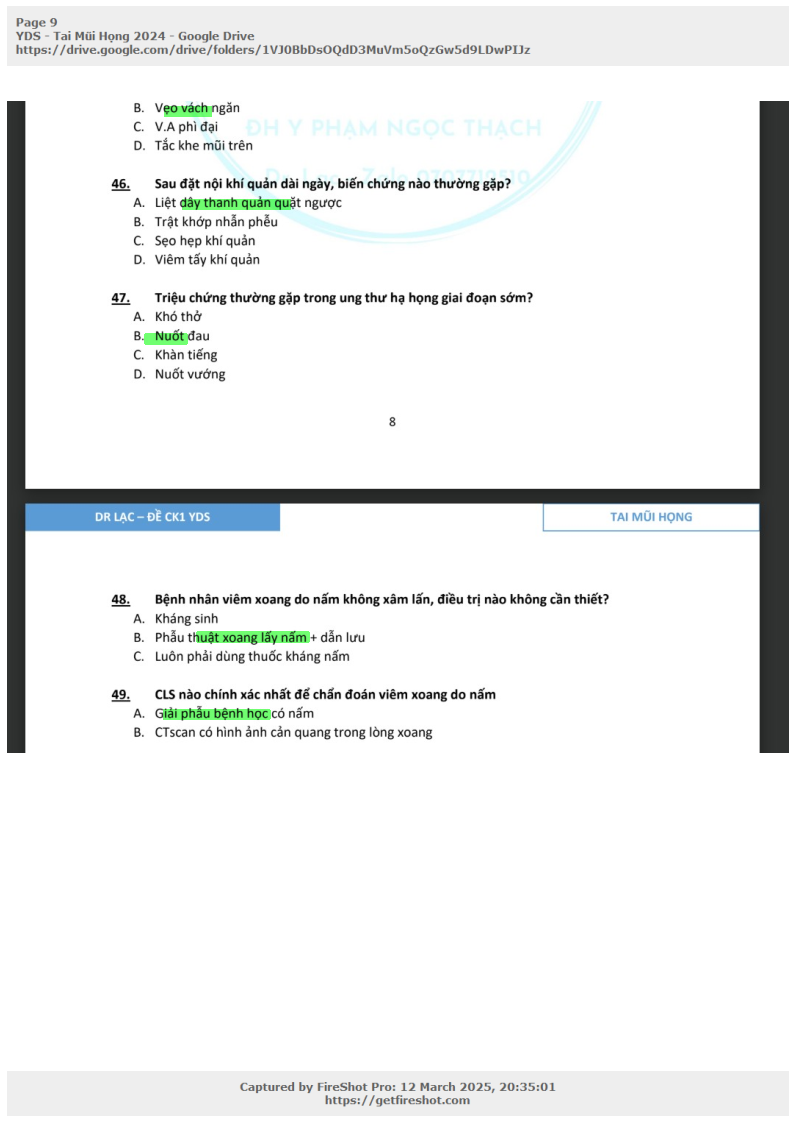 Page 9
YDS - Tai Mũi Họng 2024 - Google Drive
https://drive.google.com/drive/folders/1VJ0BbDsOQdD3MuVm5oQzGw5d9LDwPIJz
B. Vẹo vách ngăn
C. V.A phì đại
ĐH Y PHẠM NGỌC THẠCH
D. Tắc khe mũi trên
46. Sau đặt nội khí quản dài ngày, biến chứng nào thường gặp?
A. Liệt dây thanh quản quặt ngược
B. Trật khớp nhẫn phễu
C. Sẹo hẹp khí quản
D. Viêm tấy khí quản
47. Triệu chứng thường gặp trong ung thư hạ họng giai đoạn sớm?
A. Khó thở
B. Nuốt đau
C. Khàn tiếng
D. Nuốt vướng
8
DR LẠC – ĐỀ CK1 YDS
TAI MŨI HỌNG
48. Bệnh nhân viêm xoang do nấm không xâm lấn, điều trị nào không cần thiết?
A. Kháng sinh
B. Phẫu thuật xoang lấy nấm + dẫn lưu
C. Luôn phải dùng thuốc kháng nấm
49. CLS nào chính xác nhất để chẩn đoán viêm xoang do nấm
A. Giải phẫu bệnh học có nấm
B. CTscan có hình ảnh cản quang trong lòng xoang
Captured by FireShot Pro: 12 March 2025, 20:35:01
https://getfireshot.com